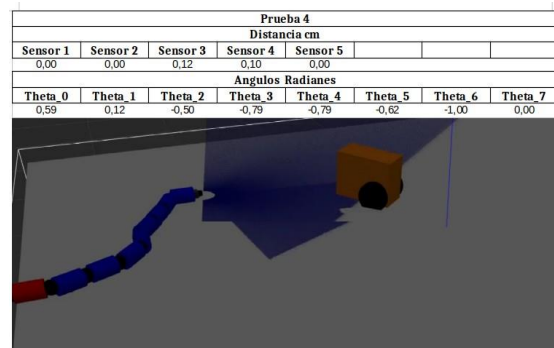 Prueba 4
Distancia cm
Sensor 1 Sensor 2 Sensor 3 Sensor 4 Sensor 5
0,00 0,00 0,12 0,10 0,00
Angulos Radianes
Theta_0 Theta_1 Theta_2 Theta_3 Theta_4 Theta_5 Theta_6 Theta_7
0,59 0,12 -0,50 -0,79 -0,79 -0,62 -1,00 0,00